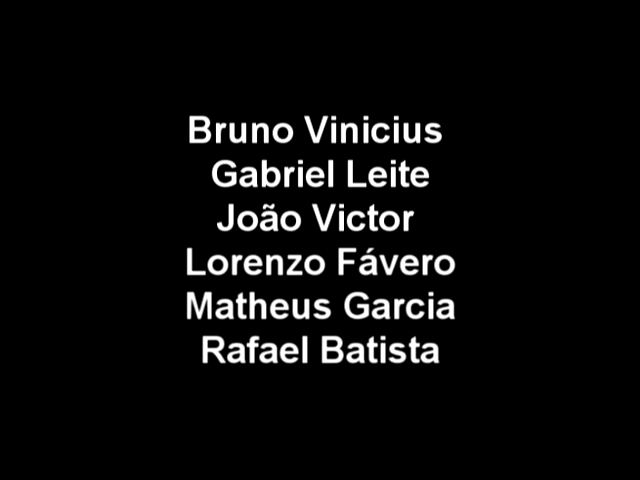 Bruno Vinicius
Gabriel Leite
João Victor
Lorenzo Fávero
Matheus Garcia
Rafael Batista